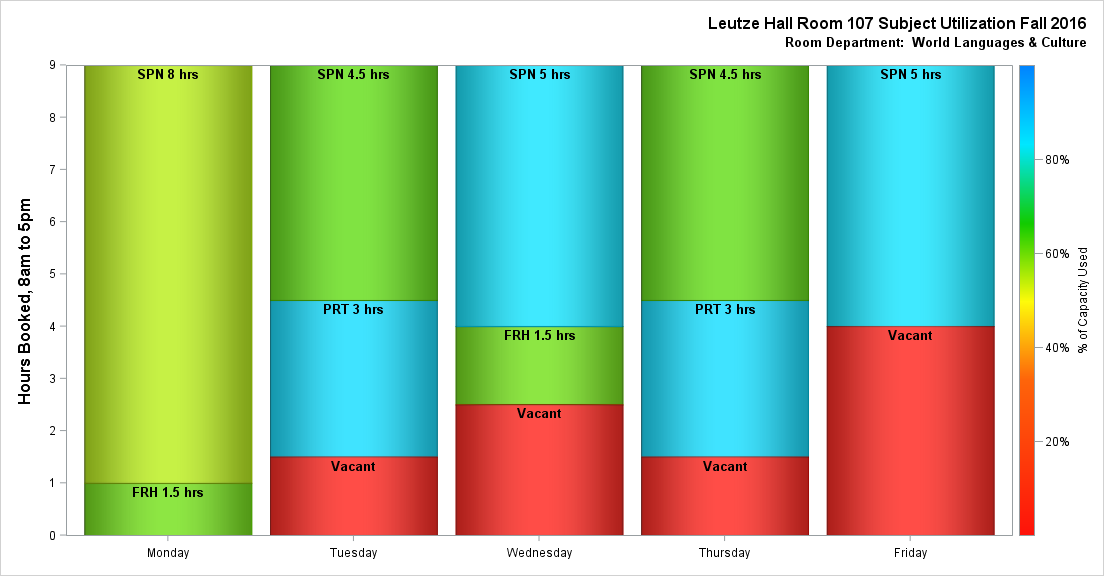 Leutze Hall Room 107 Subject Utilization Fall 2016
Room Department: World Languages & Culture
Hours Booked, 8am to 5pm
9
8
7
6
5
4
3
2
1
0
SPN 8 hrs
FRH 1.5 hrs
SPN 4.5 hrs
PRT 3 hrs
Vacant
SPN 5 hrs
FRH 1.5 hrs
Vacant
SPN 4.5 hrs
PRT 3 hrs
Vacant
SPN 5 hrs
Vacant
Monday
Tuesday
Wednesday
Thursday
Friday
80%
60%
40%
20%
% of Capacity Used